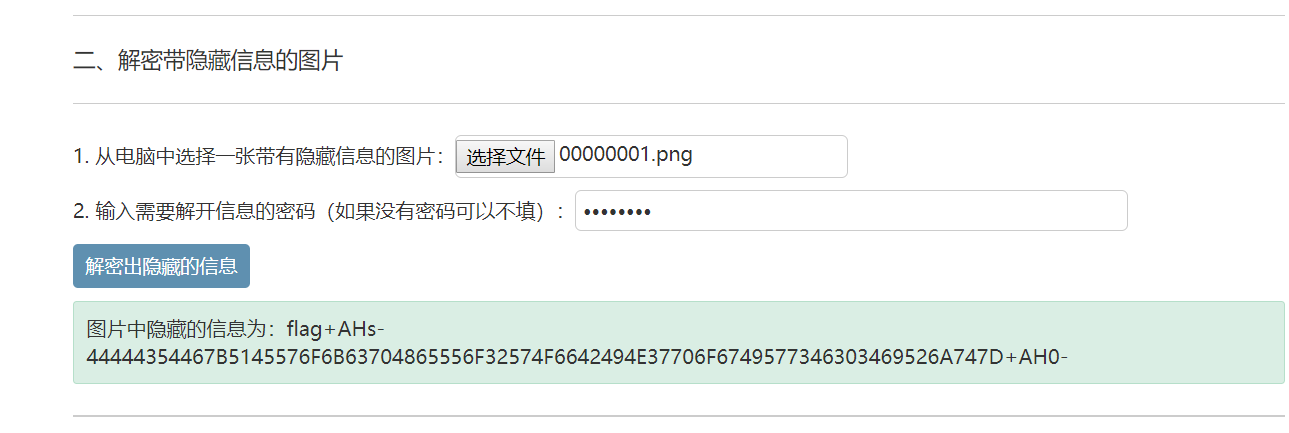 二、解密带隐藏信息的图片
1. 从电脑中选择一张带有隐藏信息的图片： 选择文件 00000001.png
2. 输入需要解开信息的密码（如果没有密码可以不填）： ••••••••
解密出隐藏的信息
图片中隐藏的信息为：flag+AHs-
44444354467B5145576F6B63704865556F32574F6642494E37706F6749577346303469526A747D+AH0-